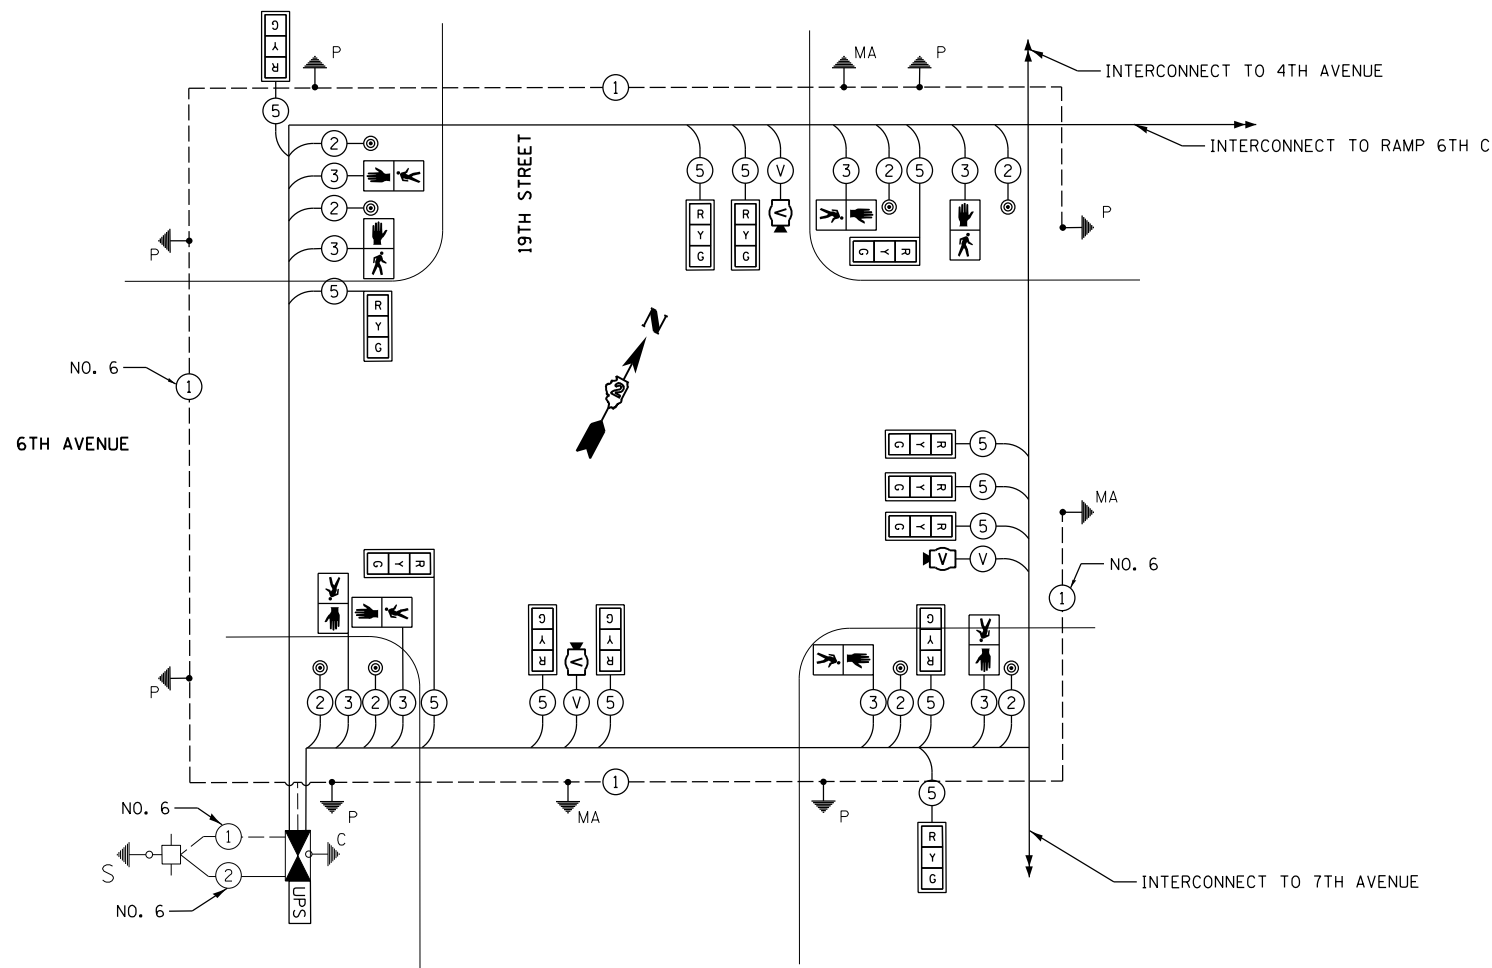 G
Y
R
P
MA
P
1
INTERCONNECT TO 4TH AVENUE
5
INTERCONNECT TO RAMP 6TH C
2
3
2
3
5
19TH STREET
5 5 V 3 2 5 3 2
R R V
Y Y
G G
G Y R
P
P
R
Y
G
N
2
NO. 6
1
6TH AVENUE
G Y R 5
G Y R 5
G Y R 5
V V
MA
NO. 6
1
G Y R
G G G
Y V Y Y
R R R
P
2 3 2 3 5 5 V 5 3 2 5 3 2
1
P
MA
P
5
R
Y
G
NO. 6
1
C
S
2
NO. 6
UPS
INTERCONNECT TO 7TH AVENUE